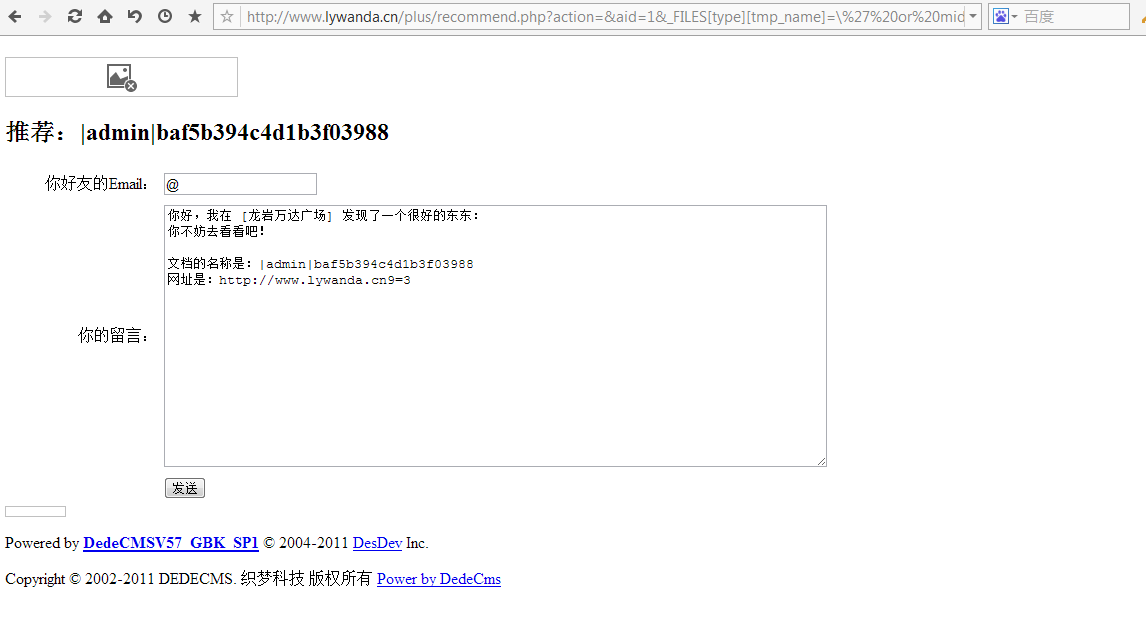 http://www.lywanda.cn/plus/recommend.php?action=&aid=1&_FILES[type][tmp_name]=\%27%20or%20mid
百度
推荐：|admin|baf5b394c4d1b3f03988
你好友的Email：
@
你好，我在 [龙岩万达广场] 发现了一个很好的东东：
你不妨去看看吧！
文档的名称是：|admin|baf5b394c4d1b3f03988
网址是：http://www.lywanda.cn9=3
你的留言：
发送
Powered by DedeCMSV57_GBK_SP1 © 2004-2011 DesDev Inc.
Copyright © 2002-2011 DEDECMS. 织梦科技 版权所有 Power by DedeCms